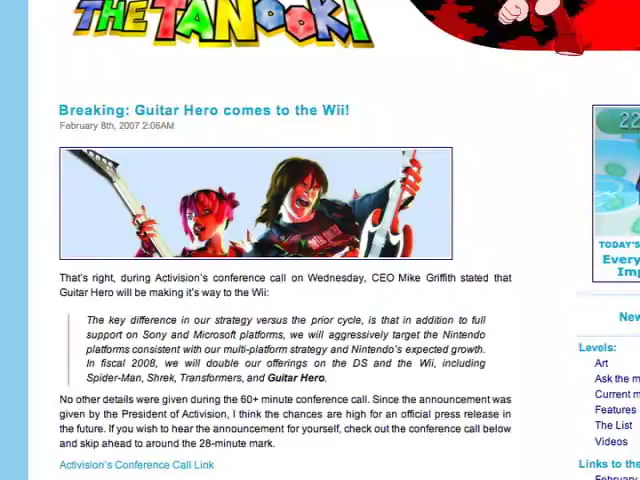 THE TANOOKI
Breaking: Guitar Hero comes to the Wii!
February 8th, 2007 2:06AM
22
That's right, during Activision's conference call on Wednesday, CEO Mike Griffith stated that
Guitar Hero will be making it's way to the Wii:
TODAY'S
Every
Imp
The key difference in our strategy versus the prior cycle, is that in addition to full
support on Sony and Microsoft platforms, we will aggressively target the Nintendo
platforms consistent with our multi-platform strategy and Nintendo's expected growth.
In fiscal 2008, we will double our offerings on the DS and the Wii, including
Spider-Man, Shrek, Transformers, and Guitar Hero.
No other details were given during the 60+ minute conference call. Since the announcement was
given by the President of Activision, I think the chances are high for an official press release in
the future. If you wish to hear the announcement for yourself, check out the conference call below
and skip ahead to around the 28-minute mark.
Activision's Conference Call Link
New
Levels:
Art
Ask the m
Current m
Features
The List
Videos
Links to the
February